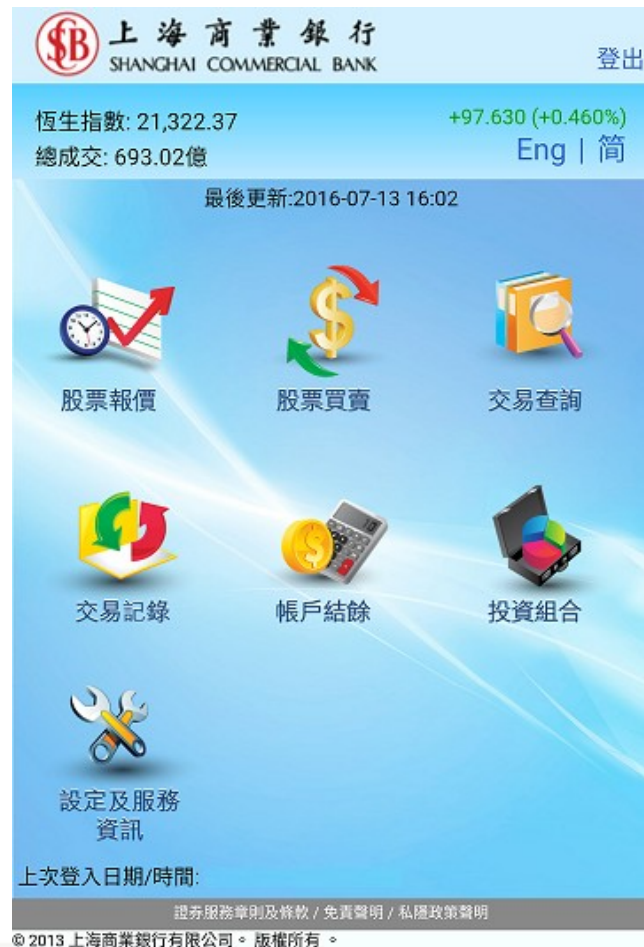 上海商業銀行
SHANGHAI COMMERCIAL BANK
登出
恆生指數: 21,322.37
+97.630 (+0.460%)
總成交: 693.02億
Eng | 简
最後更新:2016-07-13 16:02
股票報價
股票買賣
交易查詢
交易記錄
帳戶結餘
投資組合
設定及服務
資訊
上次登入日期/時間:
證券服務章則及條款 / 免責聲明 / 私隱政策聲明
© 2013 上海商業銀行有限公司。版權所有 。